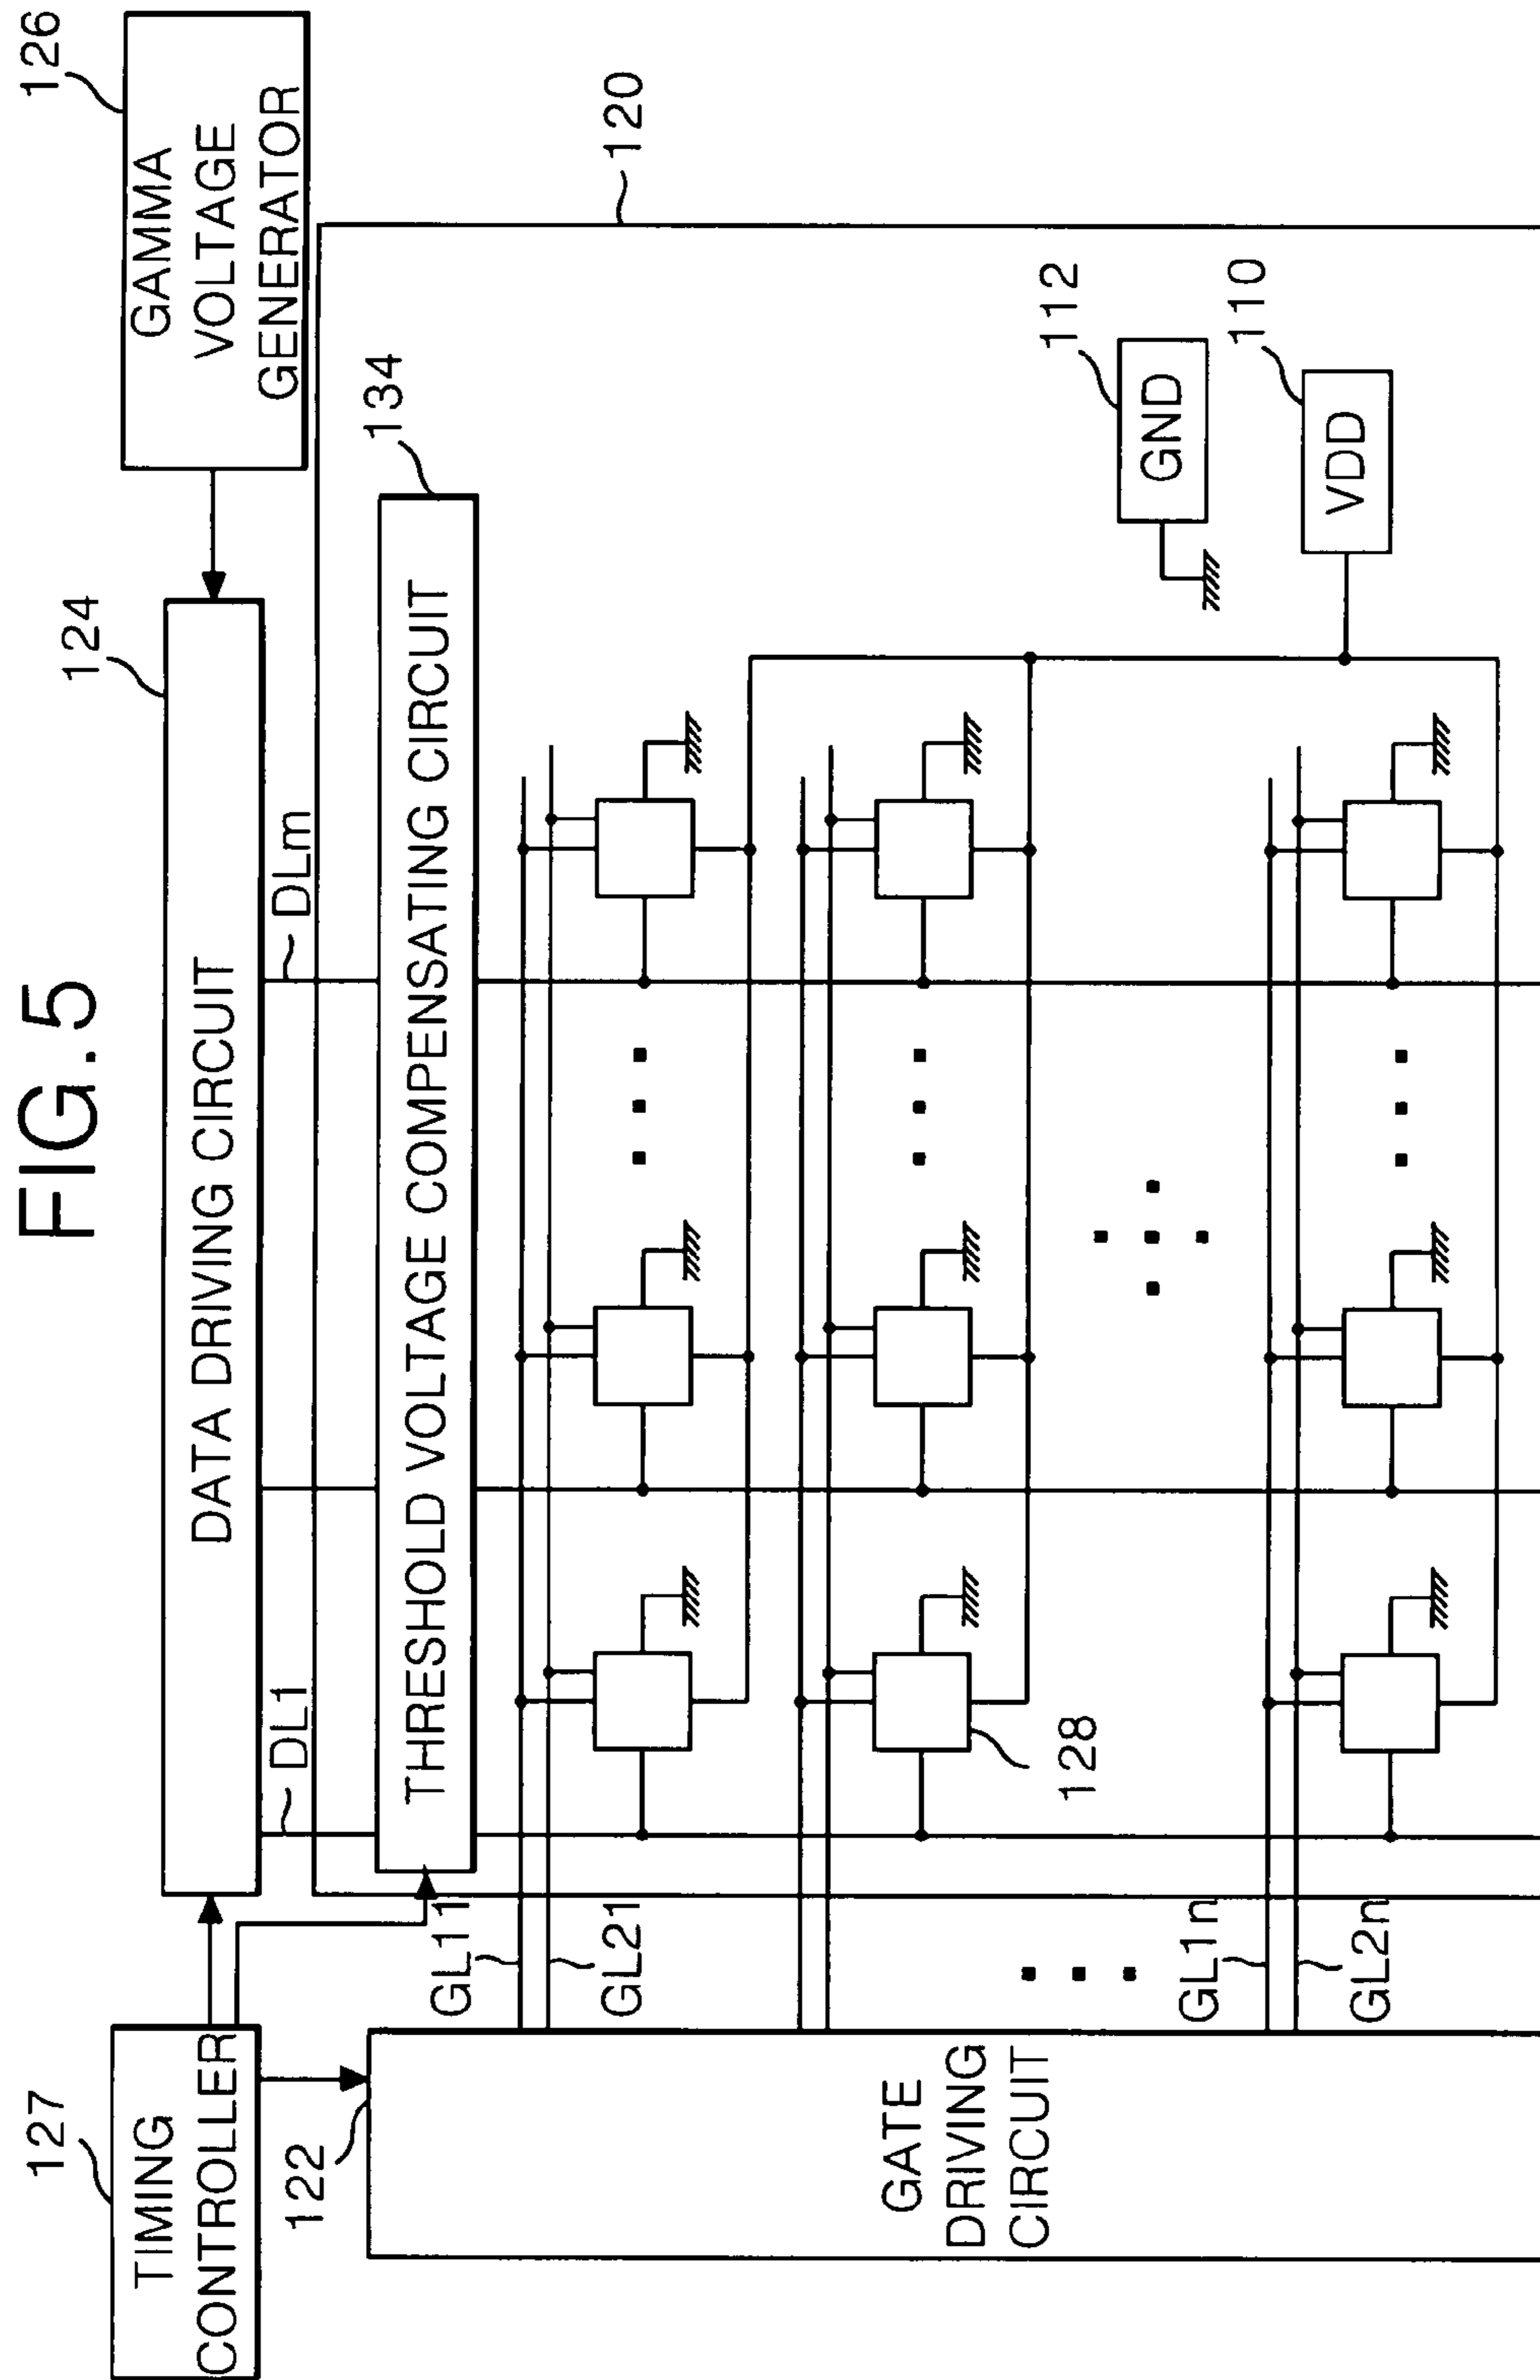 FIG.5
127
TIMING
CONTROLLER
124
DATA DRIVING CIRCUIT
126
GAMMA
VOLTAGE
GENERATOR
DL1
DLm
122
134
THRESHOLD VOLTAGE COMPENSATING CIRCUIT
120
GL11
GL21
GATE
DRIVING
CIRCUIT
128
112
GND
110
VDD
GL1n
GL2n